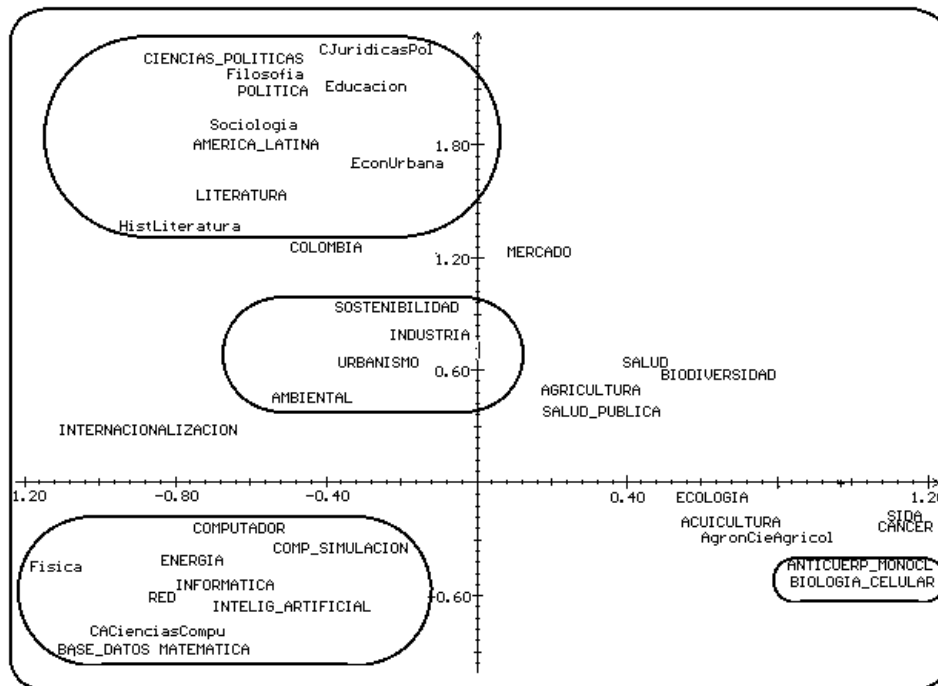 CJuridicasPol
CIENCIAS_POLITICAS
Filosofia
POLITICA
Educacion
Sociologia
AMERICA_LATINA
1.80
EconUrbana
LITERATURA
HistLiteratura
COLOMBIA
MERCADO
1.20
SOSTENIBILIDAD
INDUSTRIA
URBANISMO
SALUD
0.60
BIODIVERSIDAD
AMBIENTAL
AGRICULTURA
SALUD_PUBLICA
INTERNACIONALIZACION
1.20 -0.80 -0.40 0.40 ECOLOGIA 1.20
SIDA
COMPUTADOR
ACUICULTURA
CANCER
AgronCieAgricol
COMP_SIMULACION
ENERGIA
Fisica
ANTICUERP_MONOCL
INFORMATICA
BIOLOGIA_CELULAR
RED
-0.60
INTELIG_ARTIFICIAL
CACienciasCompu
BASE_DATOS MATEMATICA